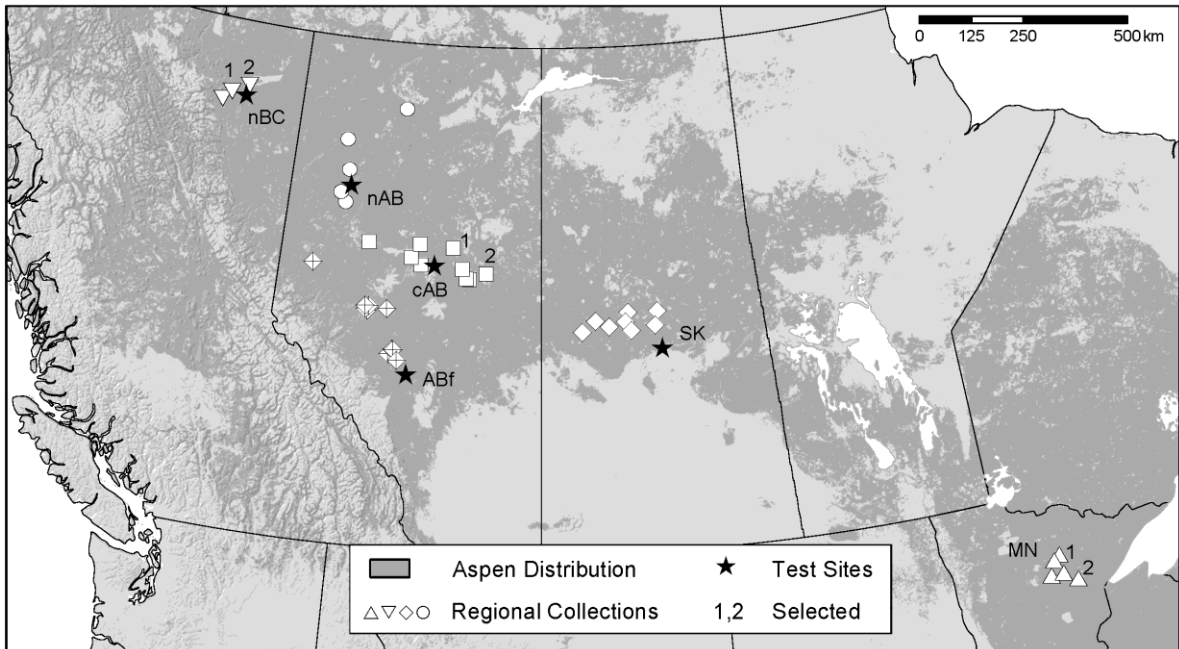 0 125 250 500 km
1 2
nBC
nAB
1
2
cAB
SK
ABf
MN 1
2
Aspen Distribution
Test Sites
Regional Collections
1,2 Selected